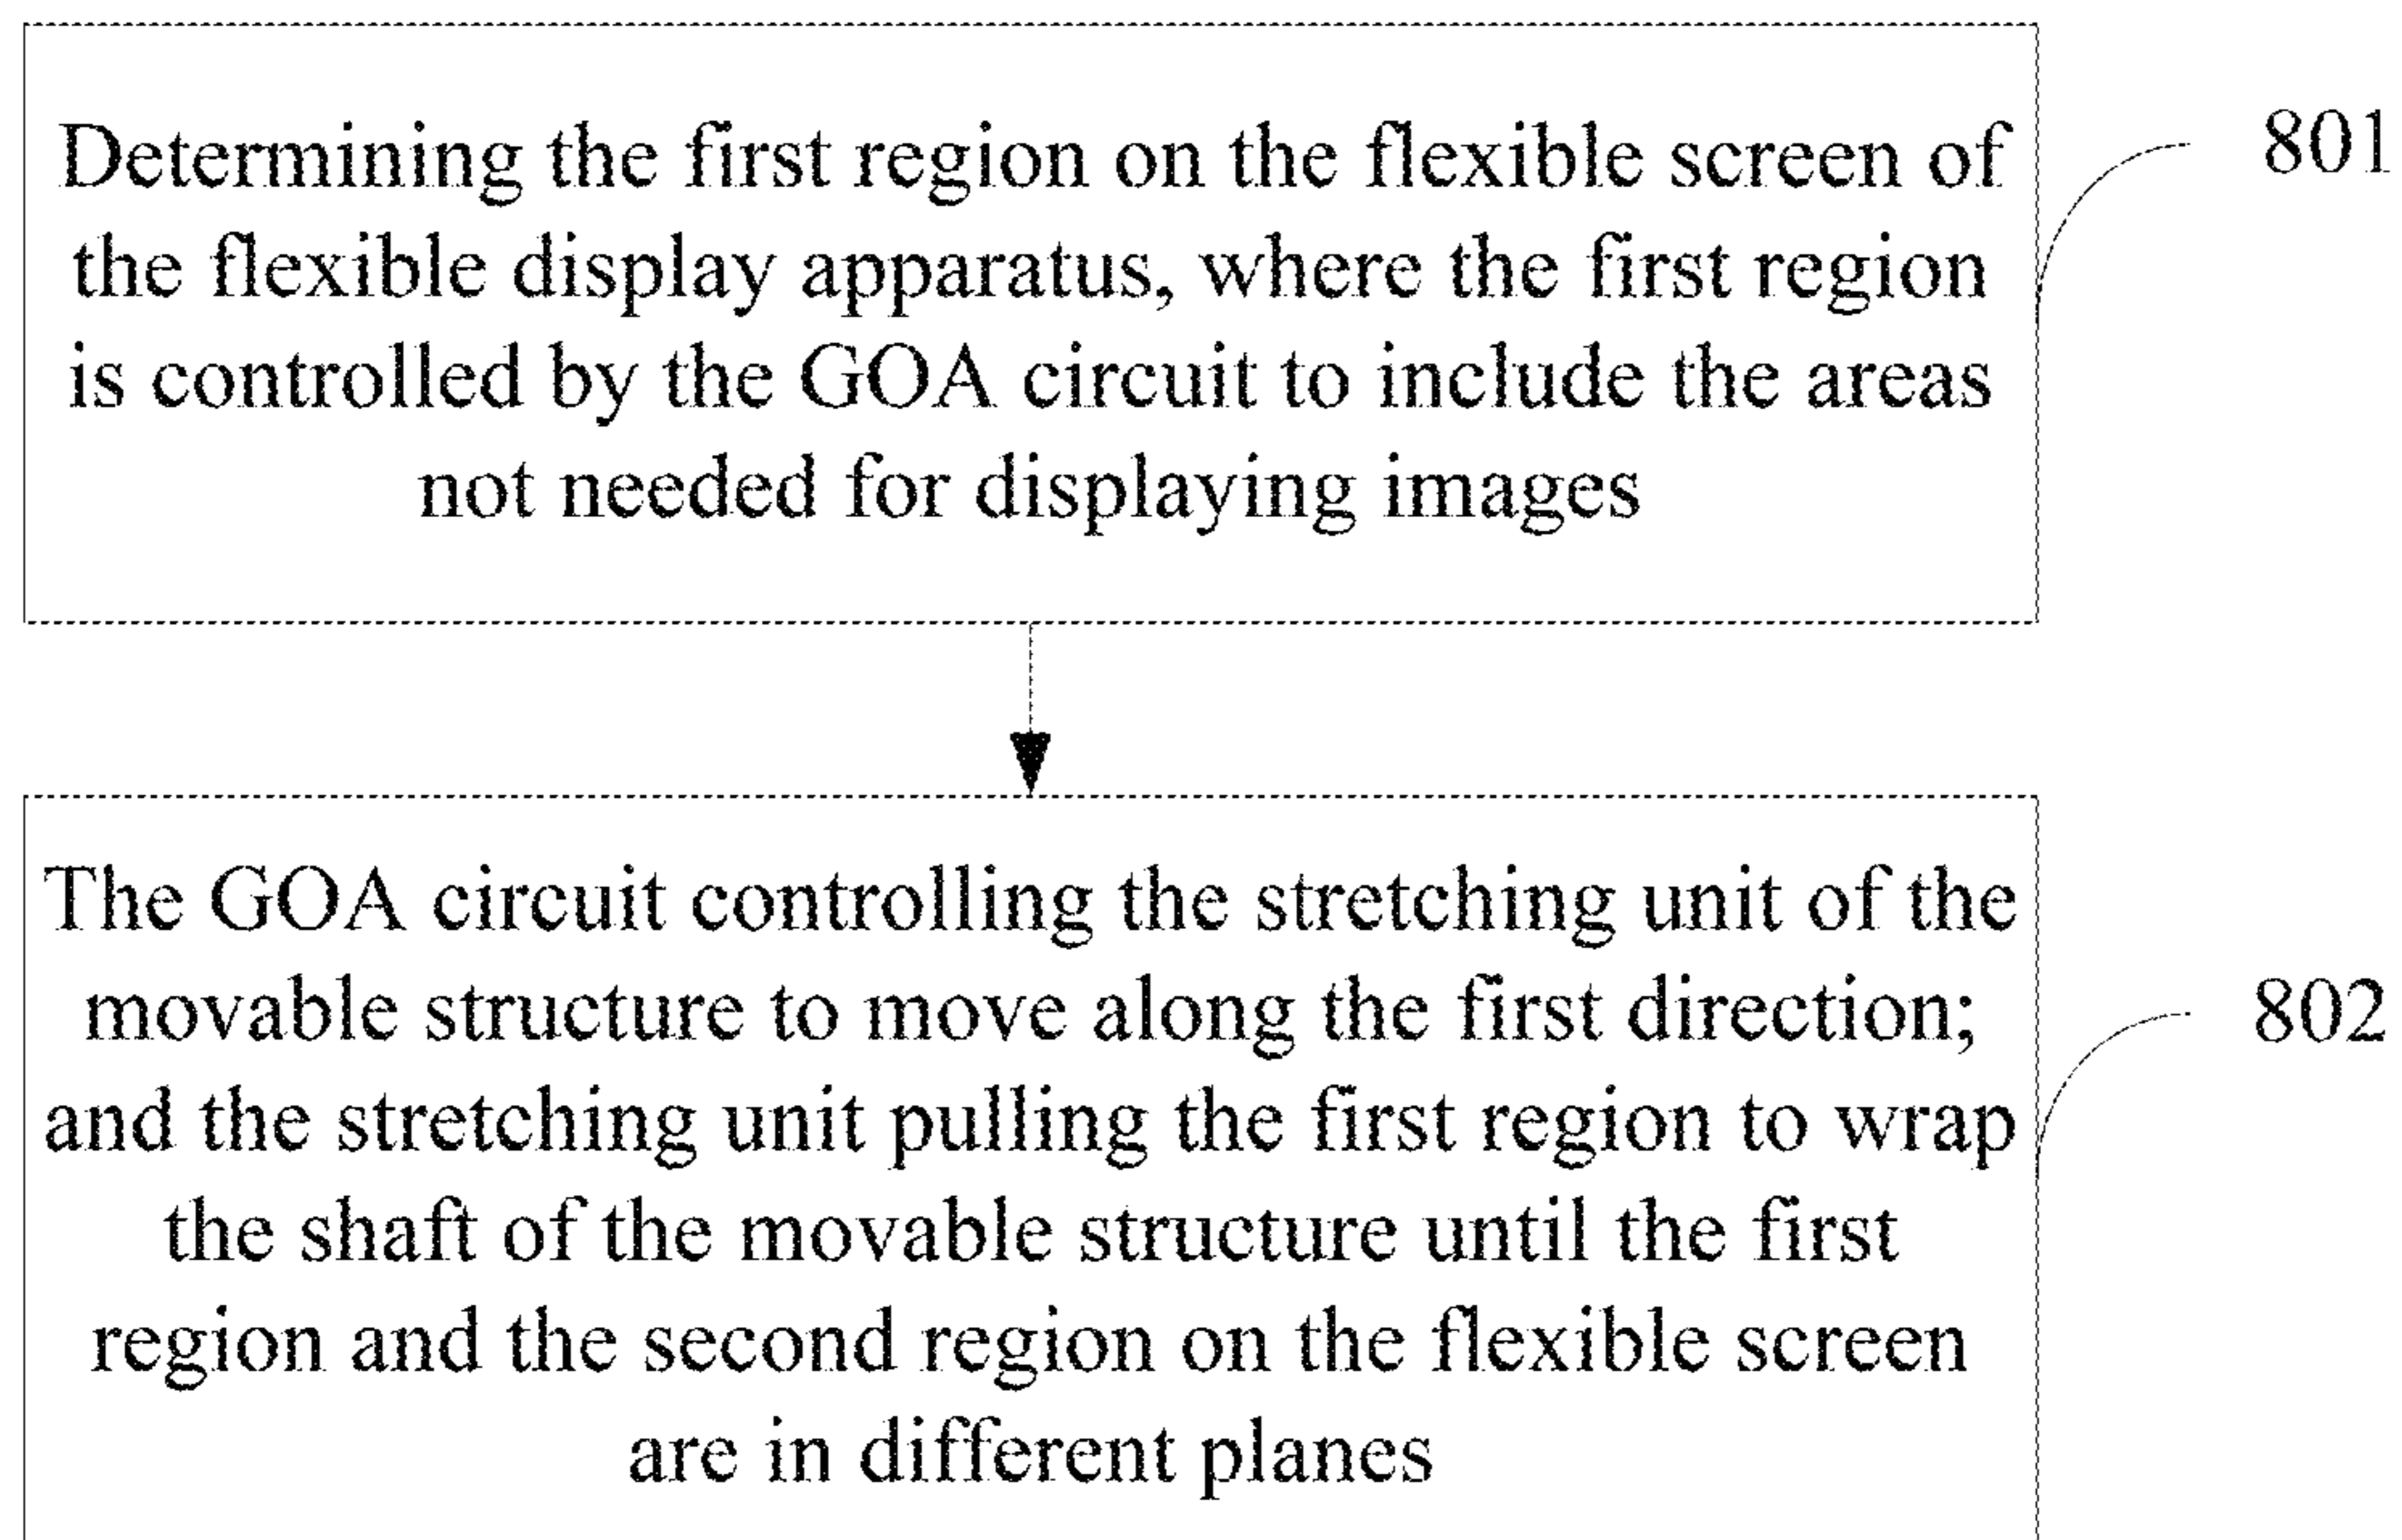 Determining the first region on the flexible screen of
the flexible display apparatus, where the first region
is controlled by the GOA circuit to include the areas
not needed for displaying images
801
The GOA circuit controlling the stretching unit of the
movable structure to move along the first direction;
and the stretching unit pulling the first region to wrap
the shaft of the movable structure until the first
region and the second region on the flexible screen
are in different planes
802